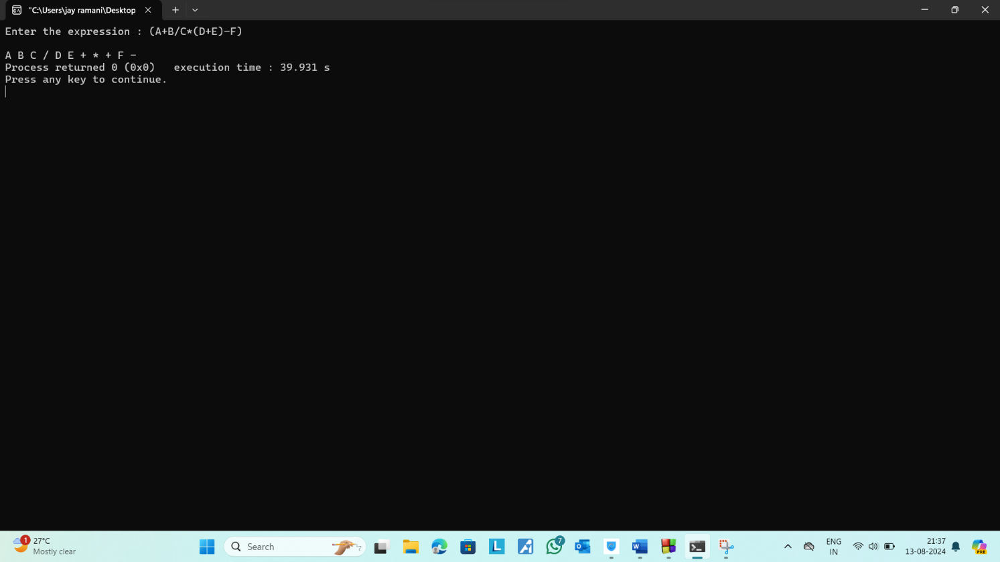 "C:\Users\jay ramani\Desktop
Enter the expression : (A+B/C*(D+E)-F)
A B C / D E + * + F -
Process returned 0 (0x0)   execution time : 39.931 s
Press any key to continue.
1
27°C
Mostly clear
Search
L
7
W
PRE
ENG
IN
21:37
13-08-2024